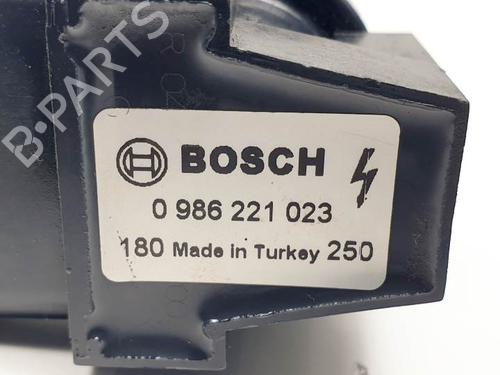 BOSCH
0 986 221 023
180 Made in Turkey 250
B-PARTS